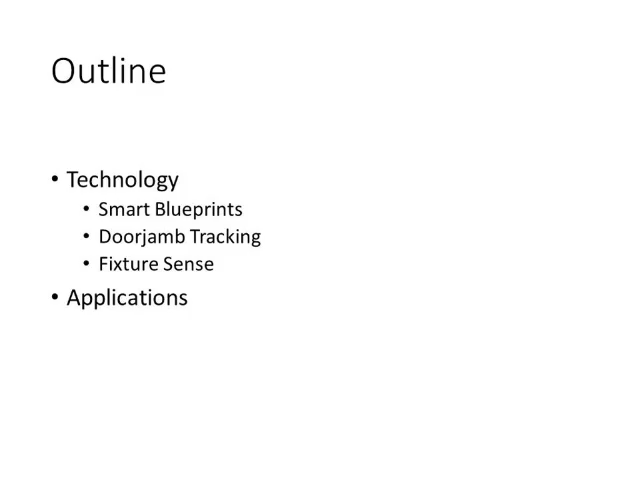 Outline
• Technology
• Smart Blueprints
• Doorjamb Tracking
• Fixture Sense
• Applications